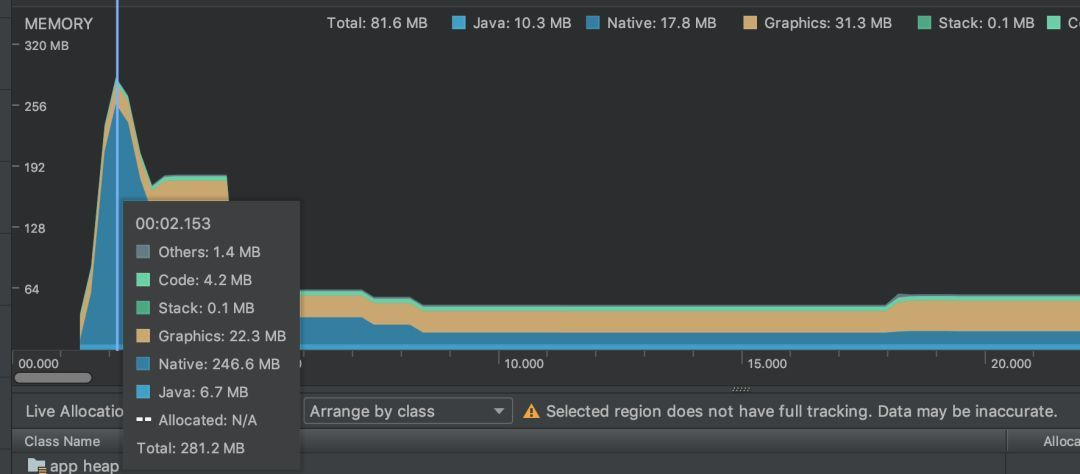 MEMORY Total: 81.6 MB Java: 10.3 MB Native: 17.8 MB Graphics: 31.3 MB Stack: 0.1 MB
320 MB
256
192
128
64
00:02.153
Others: 1.4 MB
Code: 4.2 MB
Stack: 0.1 MB
Graphics: 22.3 MB
Native: 246.6 MB
Java: 6.7 MB
Allocated: N/A
Total: 281.2 MB
00.000 10.000 15.000 20.000
Live Allocatio Arrange by class Selected region does not have full tracking. Data may be inaccurate.
Class Name Alloca
app heap